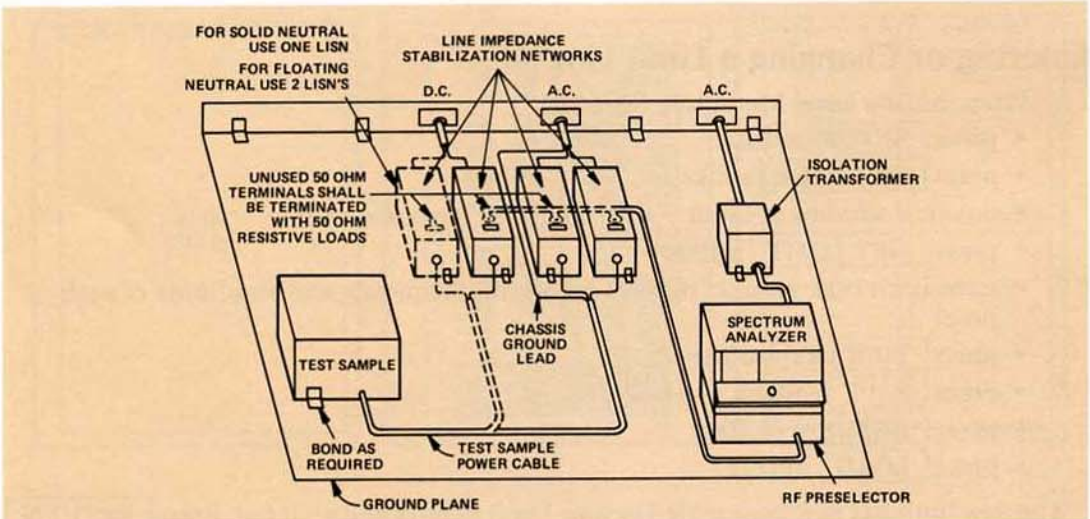 FOR SOLID NEUTRAL
USE ONE LISN
FOR FLOATING
NEUTRAL USE 2 LISN'S
LINE IMPEDANCE
STABILIZATION NETWORKS
D.C.
A.C.
A.C.
UNUSED 50 OHM
TERMINALS SHALL
BE TERMINATED
WITH 50 OHM
RESISTIVE LOADS
ISOLATION
TRANSFORMER
CHASSIS
GROUND
LEAD
SPECTRUM
ANALYZER
TEST SAMPLE
BOND AS
REQUIRED
TEST SAMPLE
POWER CABLE
GROUND PLANE
RF PRESELECTOR